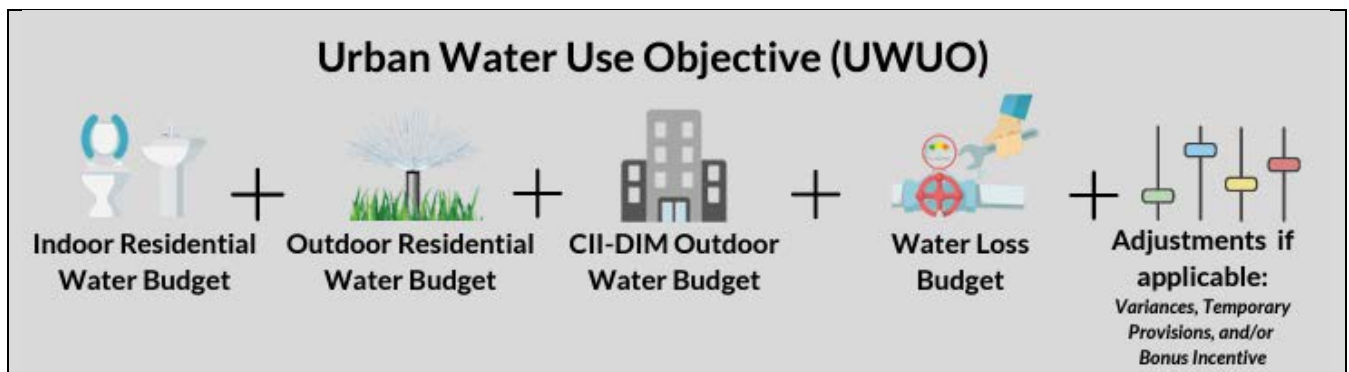 Urban Water Use Objective (UWUO)
Indoor Residential
Water Budget
+
Outdoor Residential
Water Budget
+
CII-DIM Outdoor
Water Budget
+
Water Loss
Budget
+
Adjustments if
applicable:
Variances, Temporary
Provisions, and/or
Bonus Incentive